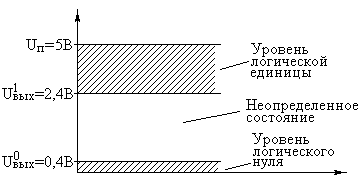 Uп=5В
Уровень
логической
единицы
U¹вых=2,4В
Неопределенное
состояние
Уровень
логического
нуля
U⁰вых=0,4В